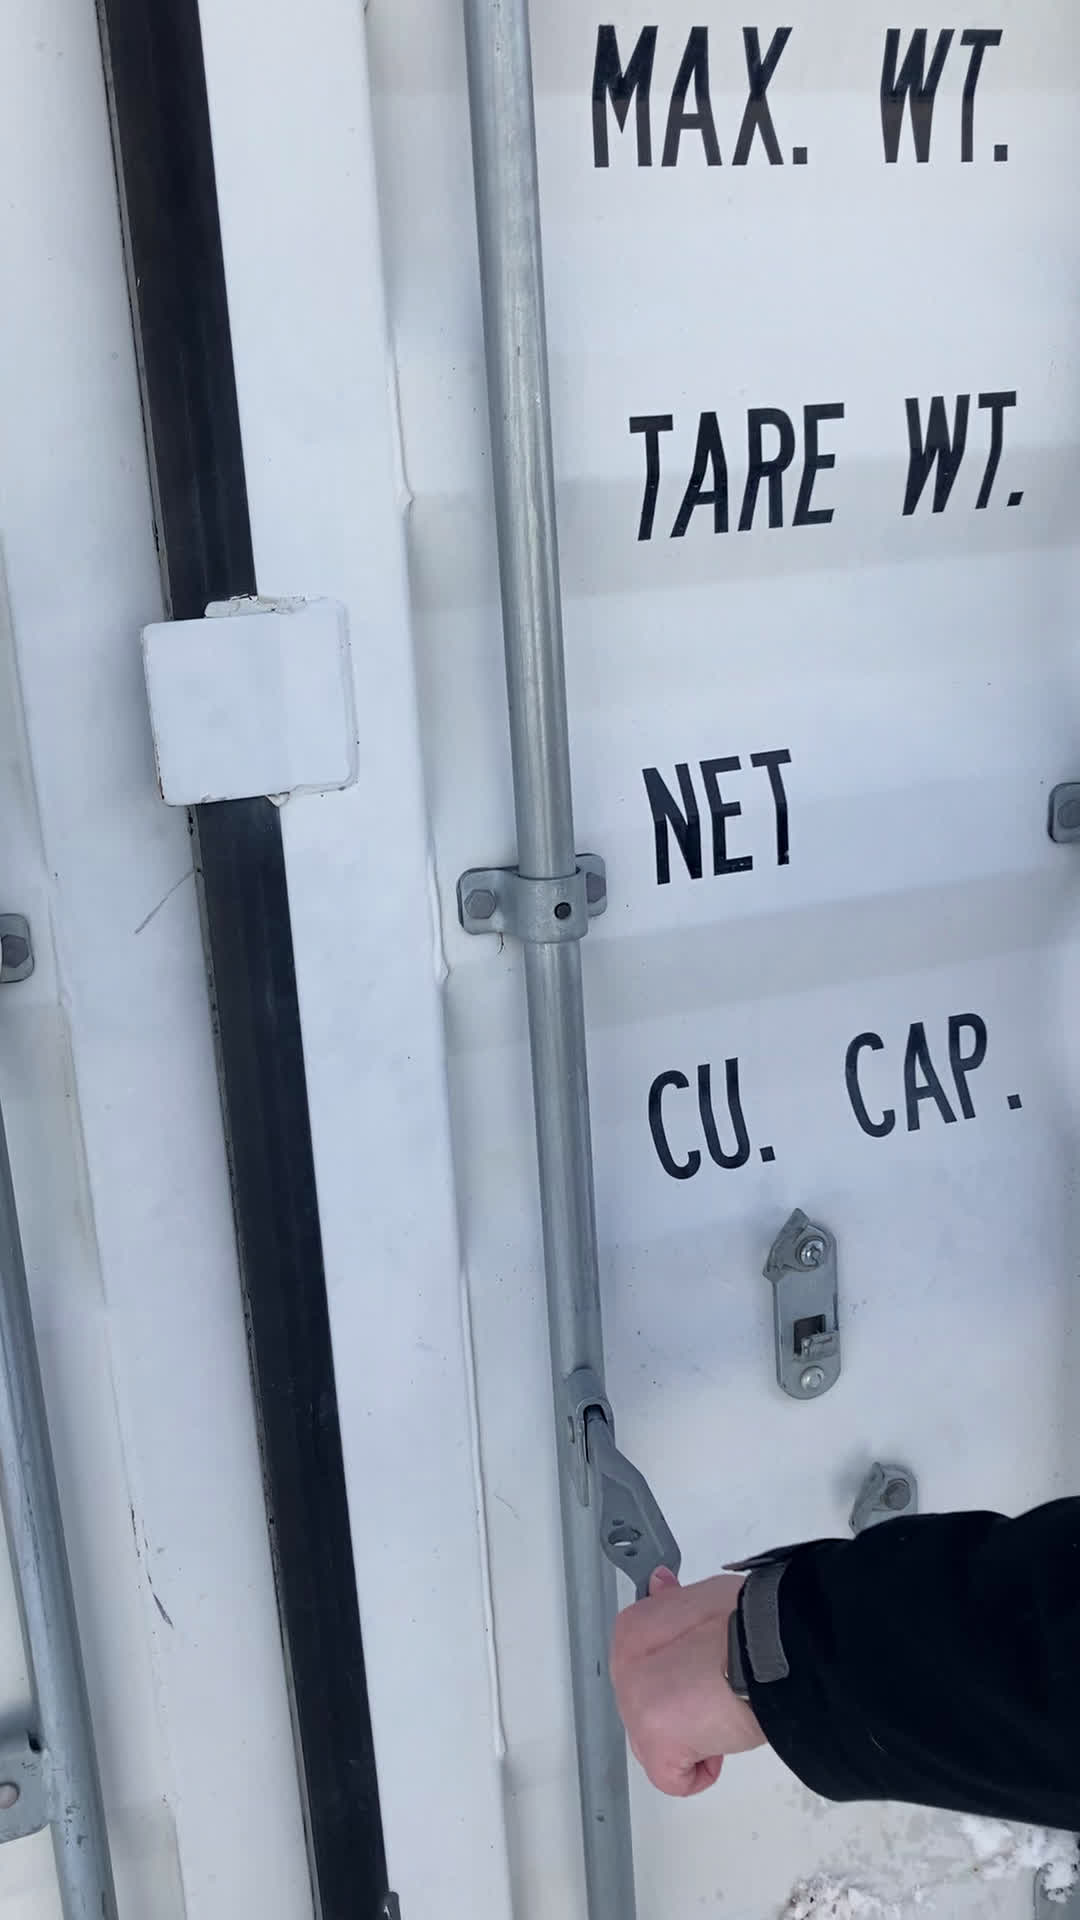 MAX. WT.
TARE WT.
NET
CU. CAP.